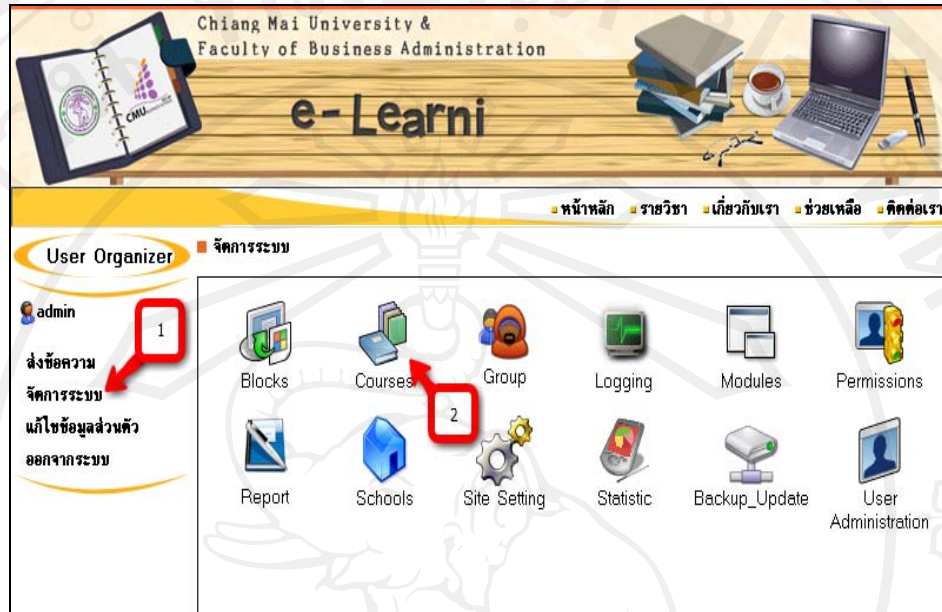 Chiang Mai University &
Faculty of Business Administration
CMU
e-Learni
หน้าหลัก รายวิชา เกี่ยวกับเรา ช่วยเหลือ ติดต่อเรา
User Organizer
จัดการระบบ
admin
1
ส่งข้อความ
จัดการระบบ
แก้ไขข้อมูลส่วนตัว
ออกจากระบบ
Blocks Courses Group Logging Modules Permissions
2
Report Schools Site Setting Statistic Backup_Update User
Administration